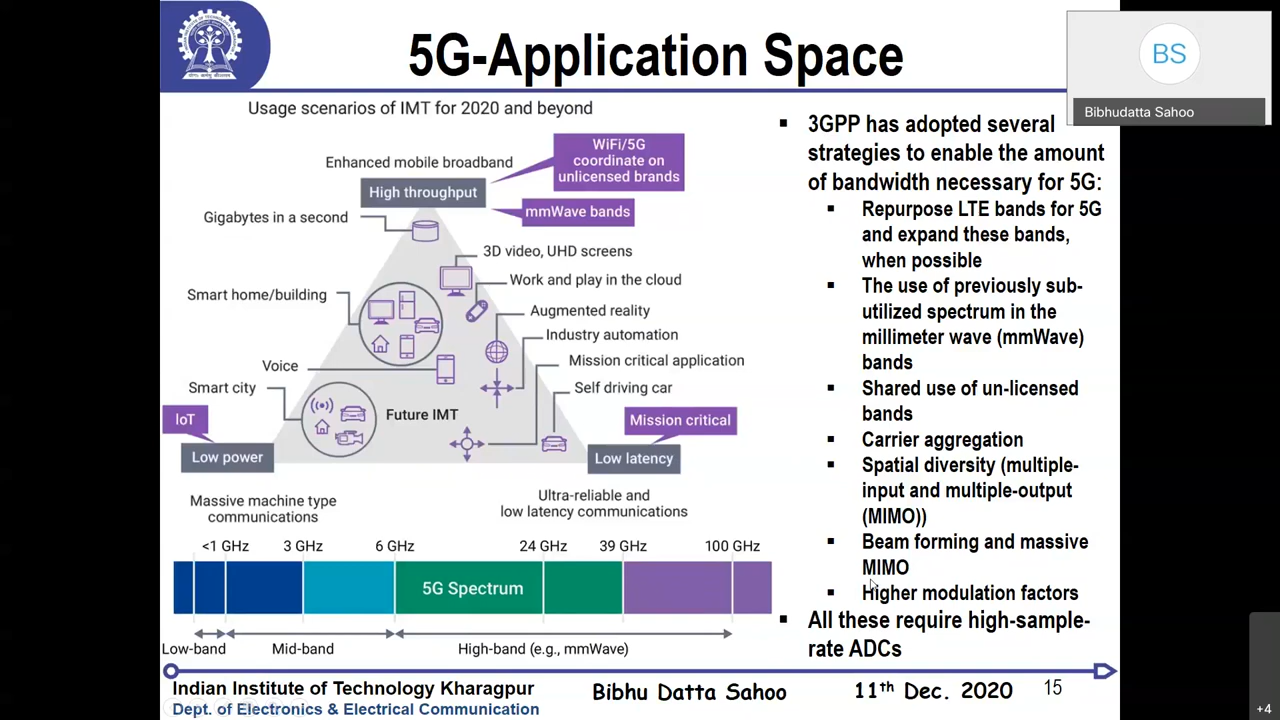 5G-Application Space
BS
Bibhudatta Sahoo
Usage scenarios of IMT for 2020 and beyond
Enhanced mobile broadband
High throughput
WiFi/5G
coordinate on
unlicensed brands
mmWave bands
Gigabytes in a second
3D video, UHD screens
Work and play in the cloud
Smart home/building
Augmented reality
Industry automation
Voice
Mission critical application
Smart city
Self driving car
IoT
Future IMT
Mission critical
Low power
Low latency
Massive machine type
communications
Ultra-reliable and
low latency communications
<1 GHz 3 GHz 6 GHz 24 GHz 39 GHz 100 GHz
5G Spectrum
Low-band Mid-band High-band (e.g., mmWave)
▪ 3GPP has adopted several
strategies to enable the amount
of bandwidth necessary for 5G:
▪ Repurpose LTE bands for 5G
and expand these bands,
when possible
▪ The use of previously sub-
utilized spectrum in the
millimeter wave (mmWave)
bands
▪ Shared use of un-licensed
bands
▪ Carrier aggregation
▪ Spatial diversity (multiple-
input and multiple-output
(MIMO))
▪ Beam forming and massive
MIMO
▪ Higher modulation factors
▪ All these require high-sample-
rate ADCs
Indian Institute of Technology Kharagpur
Dept. of Electronics & Electrical Communication
Bibhu Datta Sahoo
11th Dec. 2020
15
+4